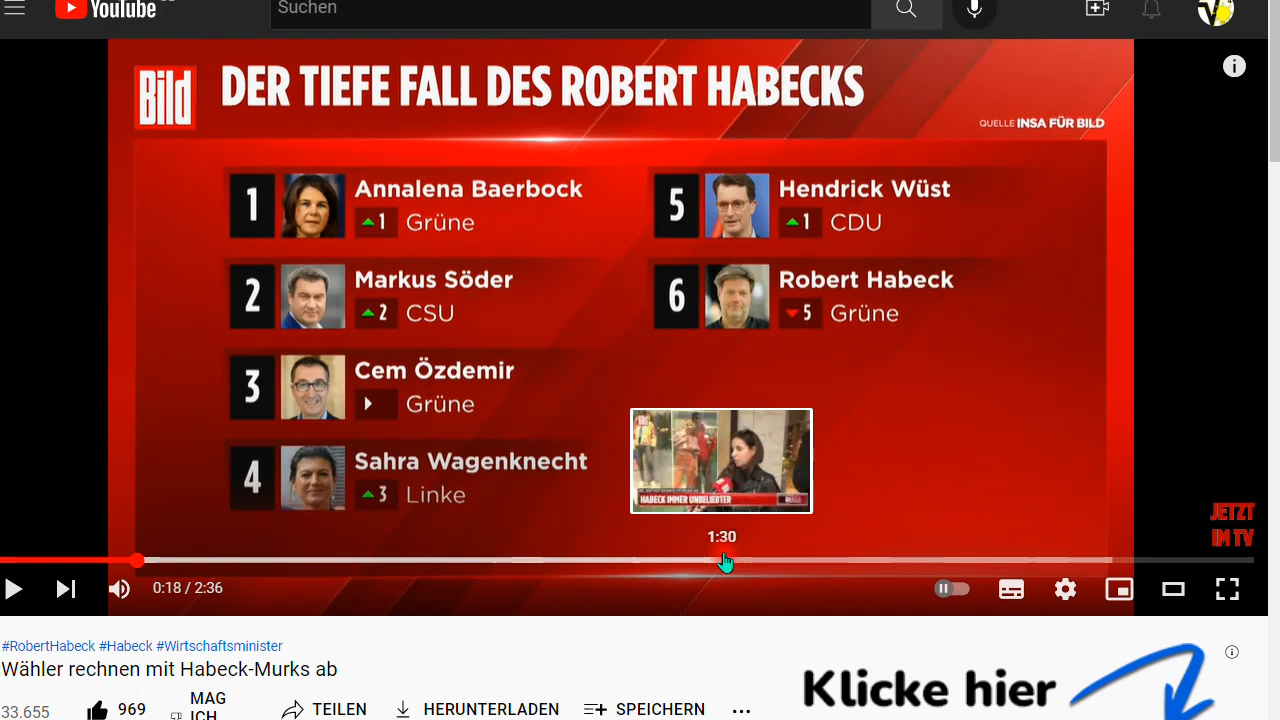 YouTube
Suchen
Bild
DER TIEFE FALL DES ROBERT HABECKS
QUELLE INSA FÜR BILD
1
Annalena Baerbock
1 Grüne
2
Markus Söder
2 CSU
3
Cem Özdemir
Grüne
4
Sahra Wagenknecht
3 Linke
5
Hendrick Wüst
1 CDU
6
Robert Habeck
5 Grüne
HABECK IMMER UNBELIEBTER
1:30
JETZT
IM TV
0:18 / 2:36
#RobertHabeck #Habeck #Wirtschaftsminister
Wähler rechnen mit Habeck-Murks ab
33.655
969
MAG
ICH
TEILEN
HERUNTERLADEN
SPEICHERN
Klicke hier